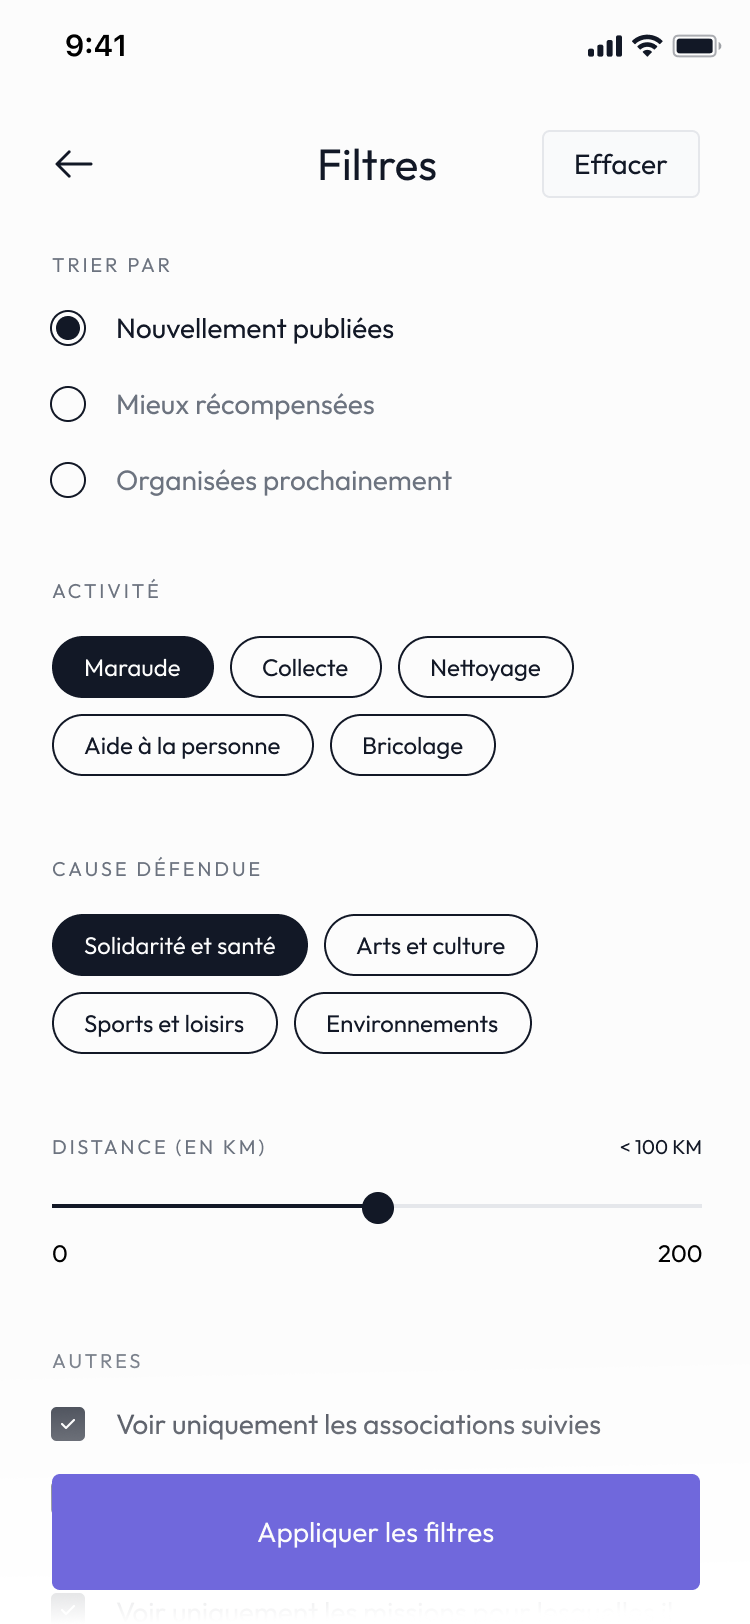 9:41
Filtres
Effacer
TRIER PAR
Nouvellement publiées
Mieux récompensées
Organisées prochainement
ACTIVITÉ
Maraude
Collecte
Nettoyage
Aide à la personne
Bricolage
CAUSE DÉFENDUE
Solidarité et santé
Arts et culture
Sports et loisirs
Environnements
DISTANCE (EN KM)
< 100 KM
0
200
AUTRES
Voir uniquement les associations suivies
Appliquer les filtres
Voir uniquement les missions pour